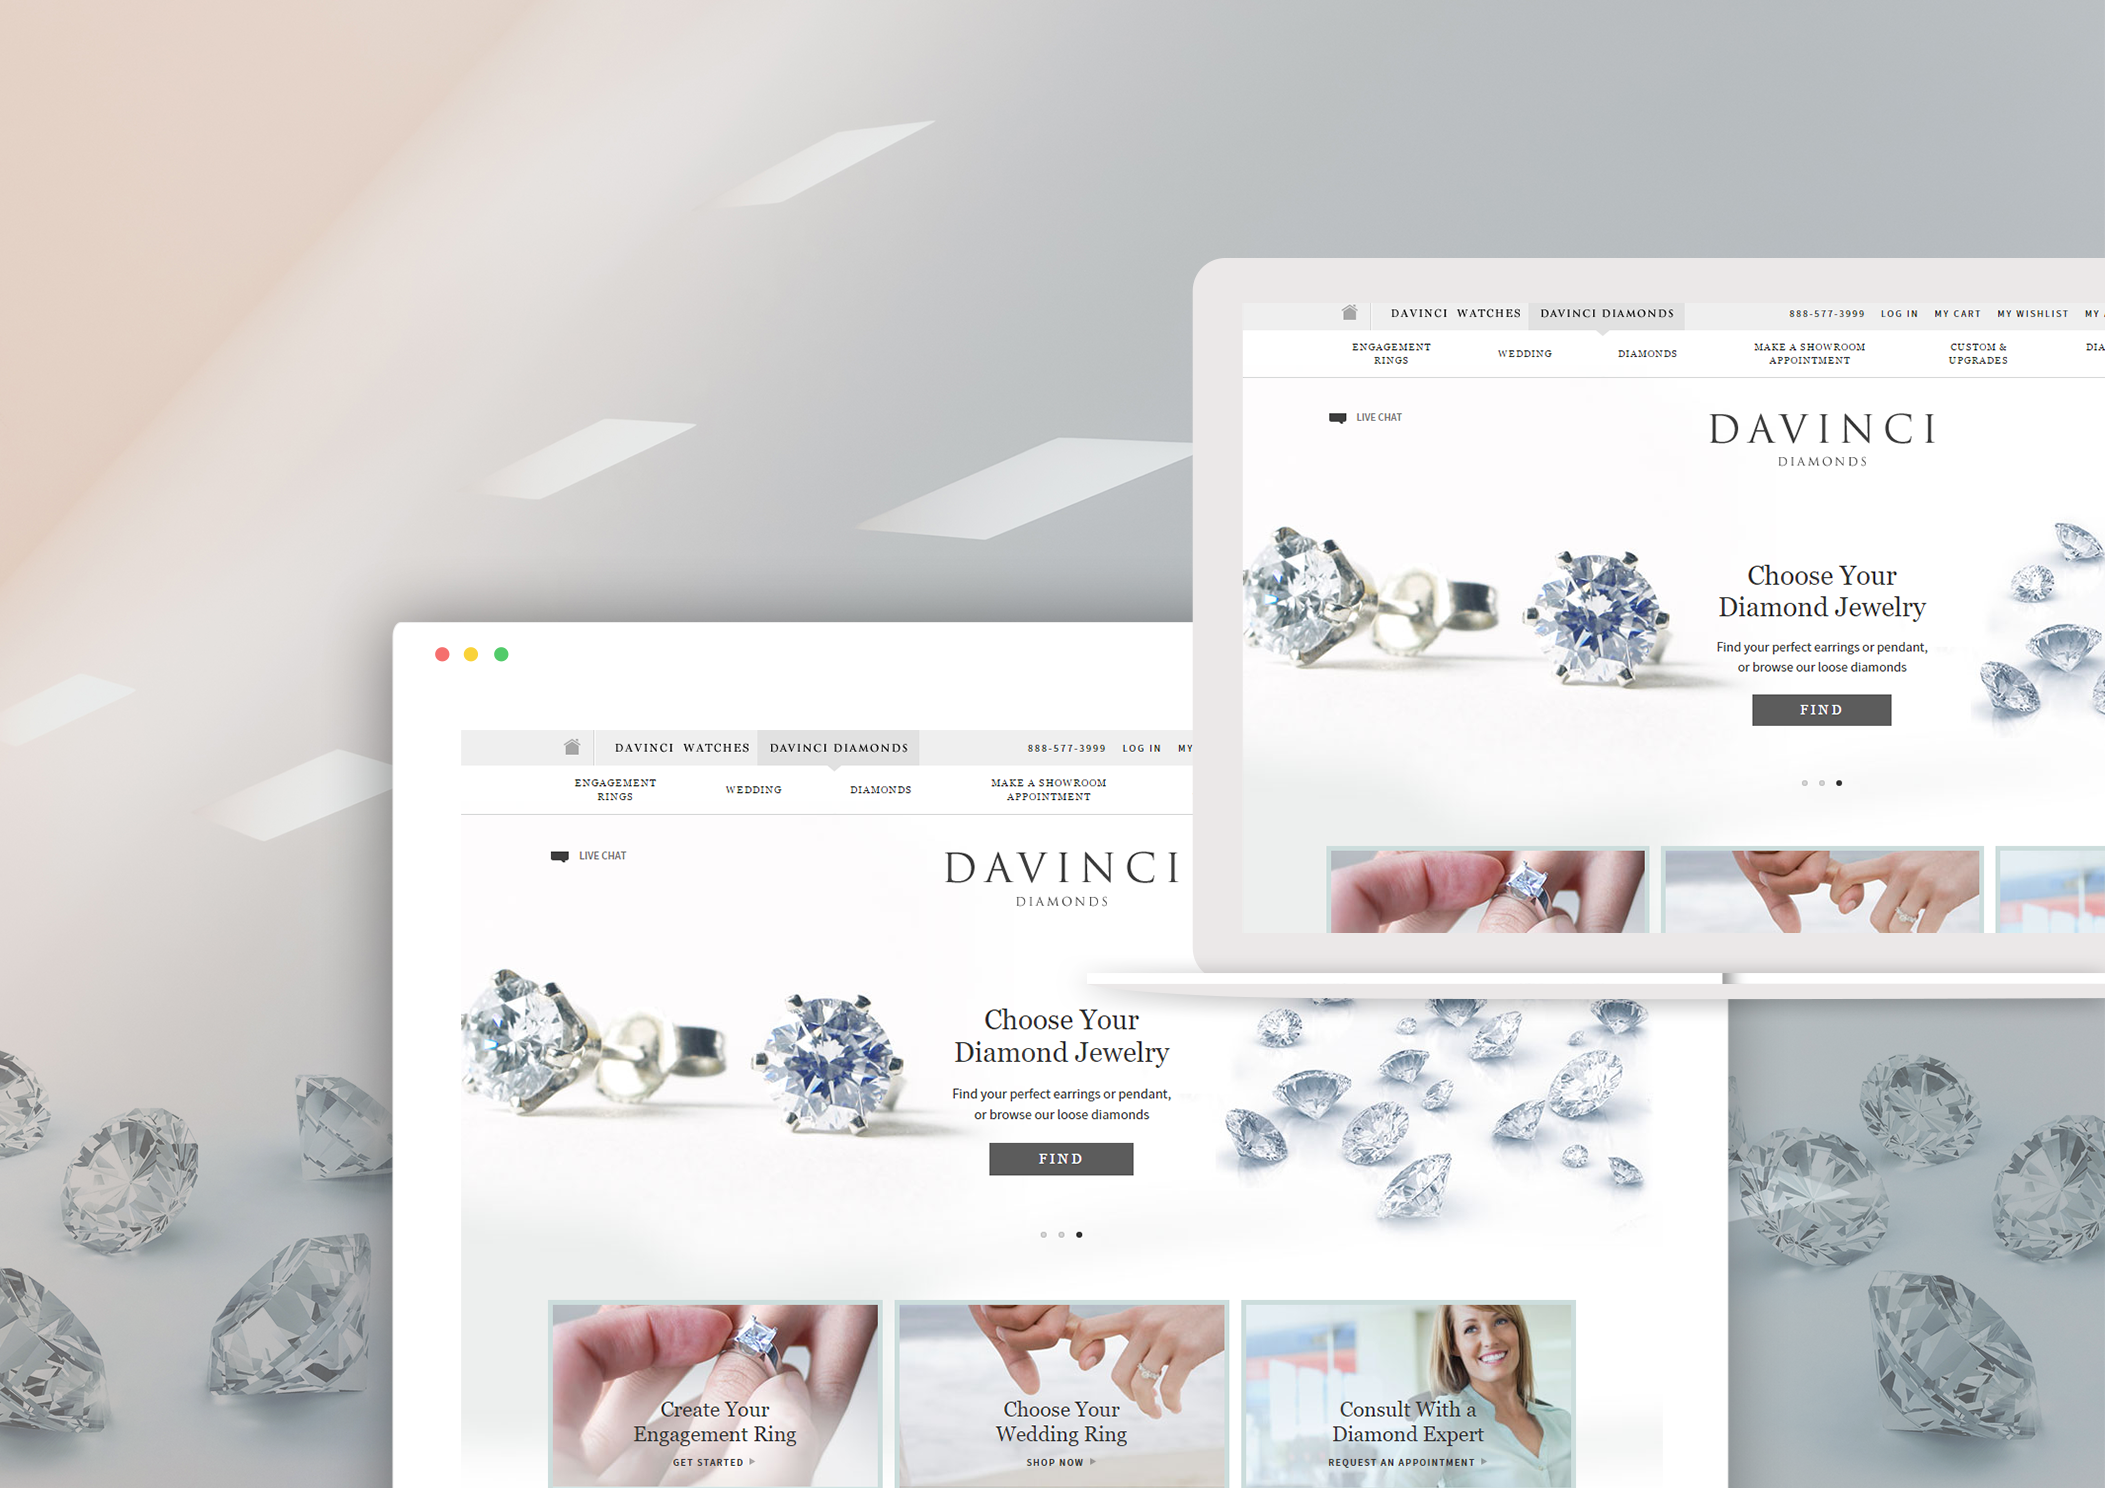 DAVINCI WATCHES
DAVINCI DIAMONDS
888-577-3999
LOG IN
MY CART
MY WISHLIST
MY
ENGAGEMENT
RINGS
WEDDING
DIAMONDS
MAKE A SHOWROOM
APPOINTMENT
CUSTOM &
UPGRADES
DIA
LIVE CHAT
DAVINCI
DIAMONDS
Choose Your
Diamond Jewelry
Find your perfect earrings or pendant,
or browse our loose diamonds
FIND
DAVINCI WATCHES
DAVINCI DIAMONDS
888-577-3999
LOG IN
MY
ENGAGEMENT
RINGS
WEDDING
DIAMONDS
MAKE A SHOWROOM
APPOINTMENT
LIVE CHAT
DAVINCI
DIAMONDS
Choose Your
Diamond Jewelry
Find your perfect earrings or pendant,
or browse our loose diamonds
FIND
Create Your
Engagement Ring
GET STARTED
Choose Your
Wedding Ring
SHOP NOW
Consult With a
Diamond Expert
REQUEST AN APPOINTMENT